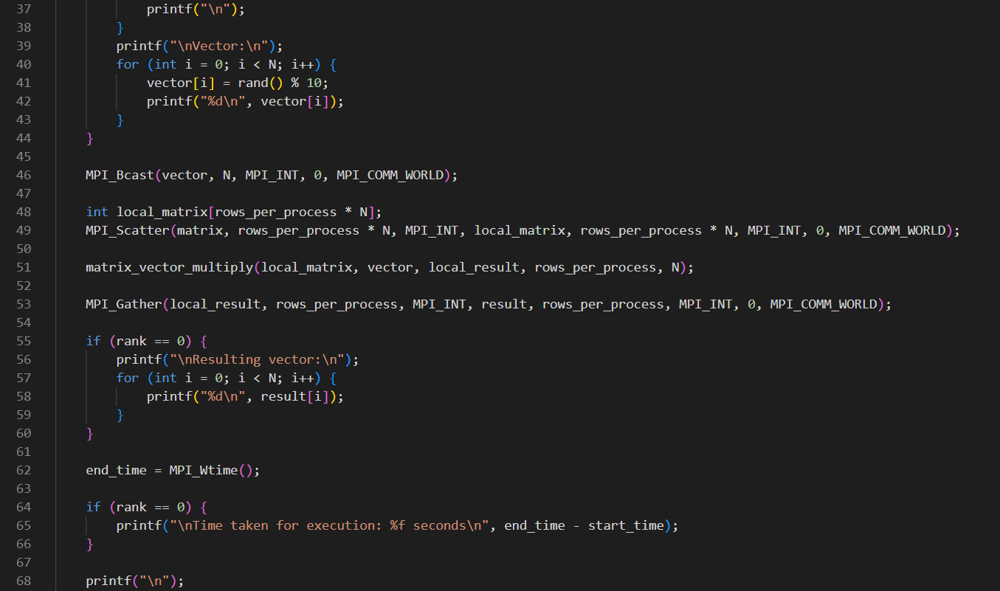 37 printf("\n");
38 }
39 printf("\nVector:\n");
40 for (int i = 0; i < N; i++) {
41 vector[i] = rand() % 10;
42 printf("%d\n", vector[i]);
43 }
44 }
45
46 MPI_Bcast(vector, N, MPI_INT, 0, MPI_COMM_WORLD);
47
48 int local_matrix[rows_per_process * N];
49 MPI_Scatter(matrix, rows_per_process * N, MPI_INT, local_matrix, rows_per_process * N, MPI_INT, 0, MPI_COMM_WORLD);
50
51 matrix_vector_multiply(local_matrix, vector, local_result, rows_per_process, N);
52
53 MPI_Gather(local_result, rows_per_process, MPI_INT, result, rows_per_process, MPI_INT, 0, MPI_COMM_WORLD);
54
55 if (rank == 0) {
56 printf("\nResulting vector:\n");
57 for (int i = 0; i < N; i++) {
58 printf("%d\n", result[i]);
59 }
60 }
61
62 end_time = MPI_Wtime();
63
64 if (rank == 0) {
65 printf("\nTime taken for execution: %f seconds\n", end_time - start_time);
66 }
67
68 printf("\n");